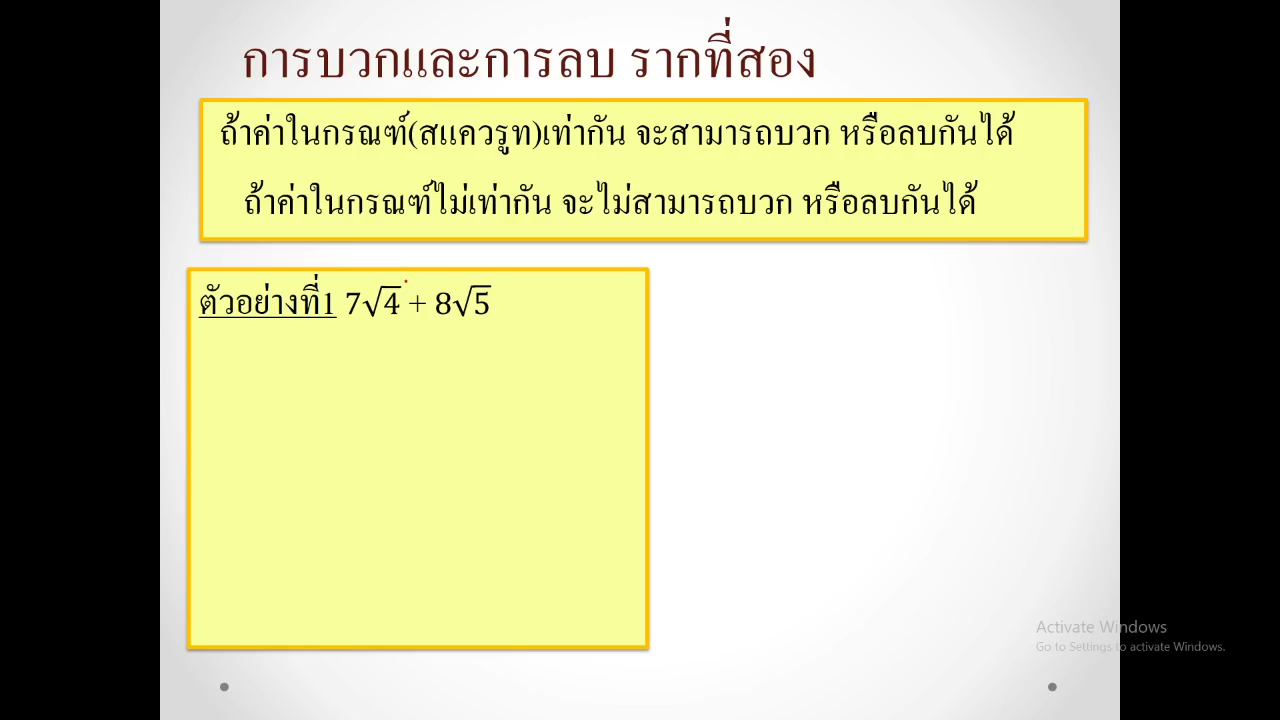 การบวกและการลบ รากที่สอง
ถ้าค่าในกรณฑ์(สแควรูท)เท่ากัน จะสามารถบวก หรือลบกันได้
ถ้าค่าในกรณฑ์ไม่เท่ากัน จะไม่สามารถบวก หรือลบกันได้
ตัวอย่างที่1 7√4 + 8√5
Activate Windows
Go to Settings to activate Windows.